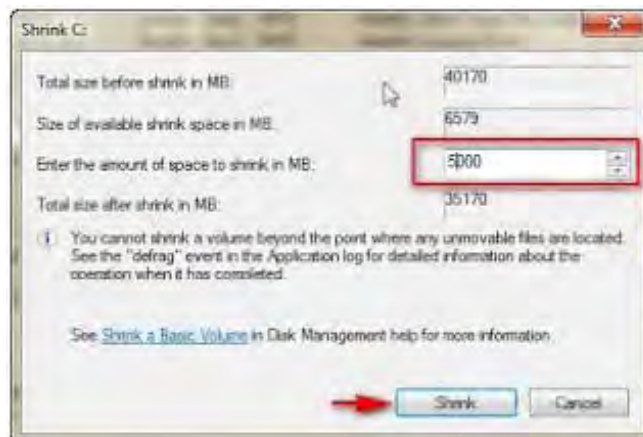 Shrink C:
Total size before shrink in MB: 40170
Size of available shrink space in MB: 6579
Enter the amount of space to shrink in MB: 5000
Total size after shrink in MB: 35170
You cannot shrink a volume beyond the point where any unmovable files are located.
See the "defrag" event in the Application log for detailed information about the
operation when it has completed.
See Shrink a Basic Volume in Disk Management help for more information
Shrink Cancel